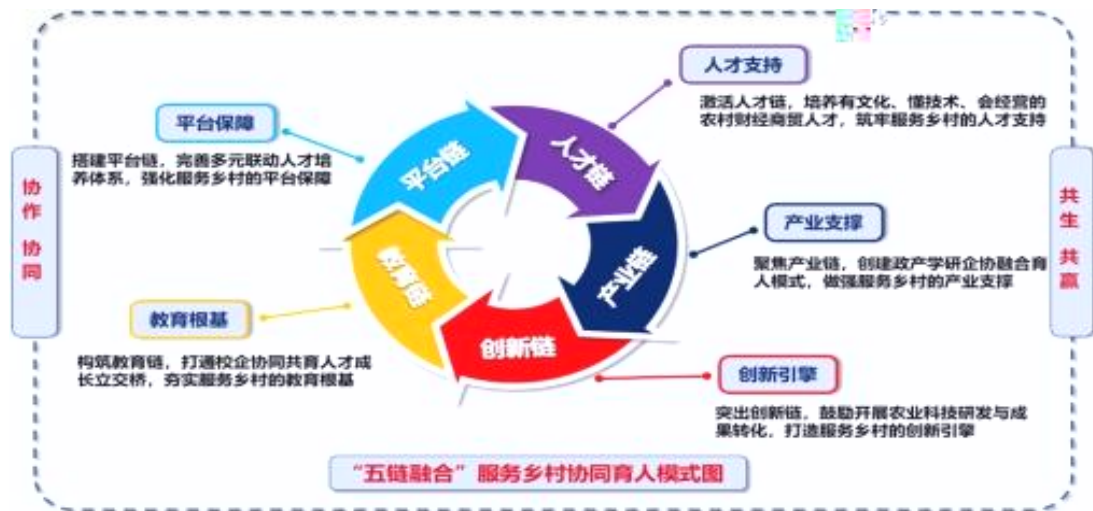 人才支持
激活人才链，培养有文化、懂技术、会经营的
农村财经商贸人才，筑牢服务乡村的人才支持
平台保障
搭建平台链，完善多元联动人才培
养体系，强化服务乡村的平台保障
平台链
人才链
协作 协同
共生 共赢
产业支撑
聚焦产业链，创建政产学研企协融合育
人模式，做强服务乡村的产业支撑
教育链
产业链
创新链
教育根基
构筑教育链，打通校企协同共育人才成
长立交桥，夯实服务乡村的教育根基
创新引擎
突出创新链，鼓励开展农业科技研发与成
果转化，打造服务乡村的创新引擎
“五链融合”服务乡村协同育人模式图